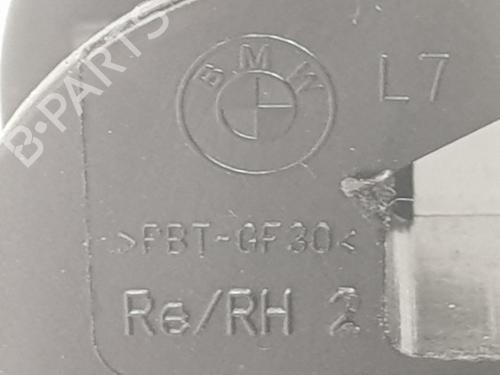 B-PARTS
BMW
L7
>PBT-GF30<
Re/RH 2